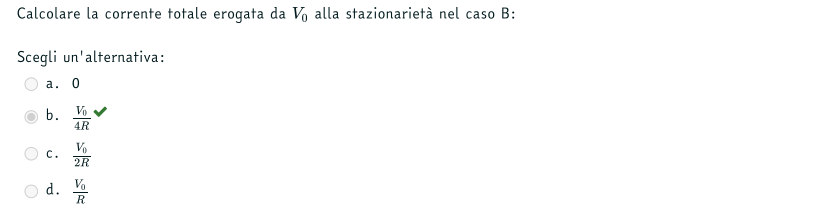 Calcolare la corrente totale erogata da V₀ alla stazionarietà nel caso B:
Scegli un'alternativa:
a. 0
b. V₀/4R ✔
c. V₀/2R
d. V₀/R